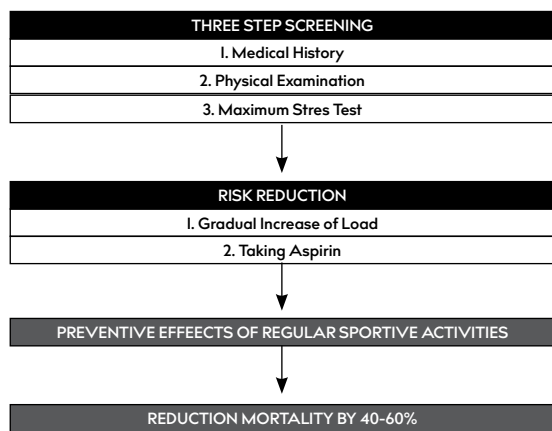 THREE STEP SCREENING
1. Medical History
2. Physical Examination
3. Maximum Stres Test
RISK REDUCTION
1. Gradual Increase of Load
2. Taking Aspirin
PREVENTIVE EFFEECTS OF REGULAR SPORTIVE ACTIVITIES
REDUCTION MORTALITY BY 40-60%